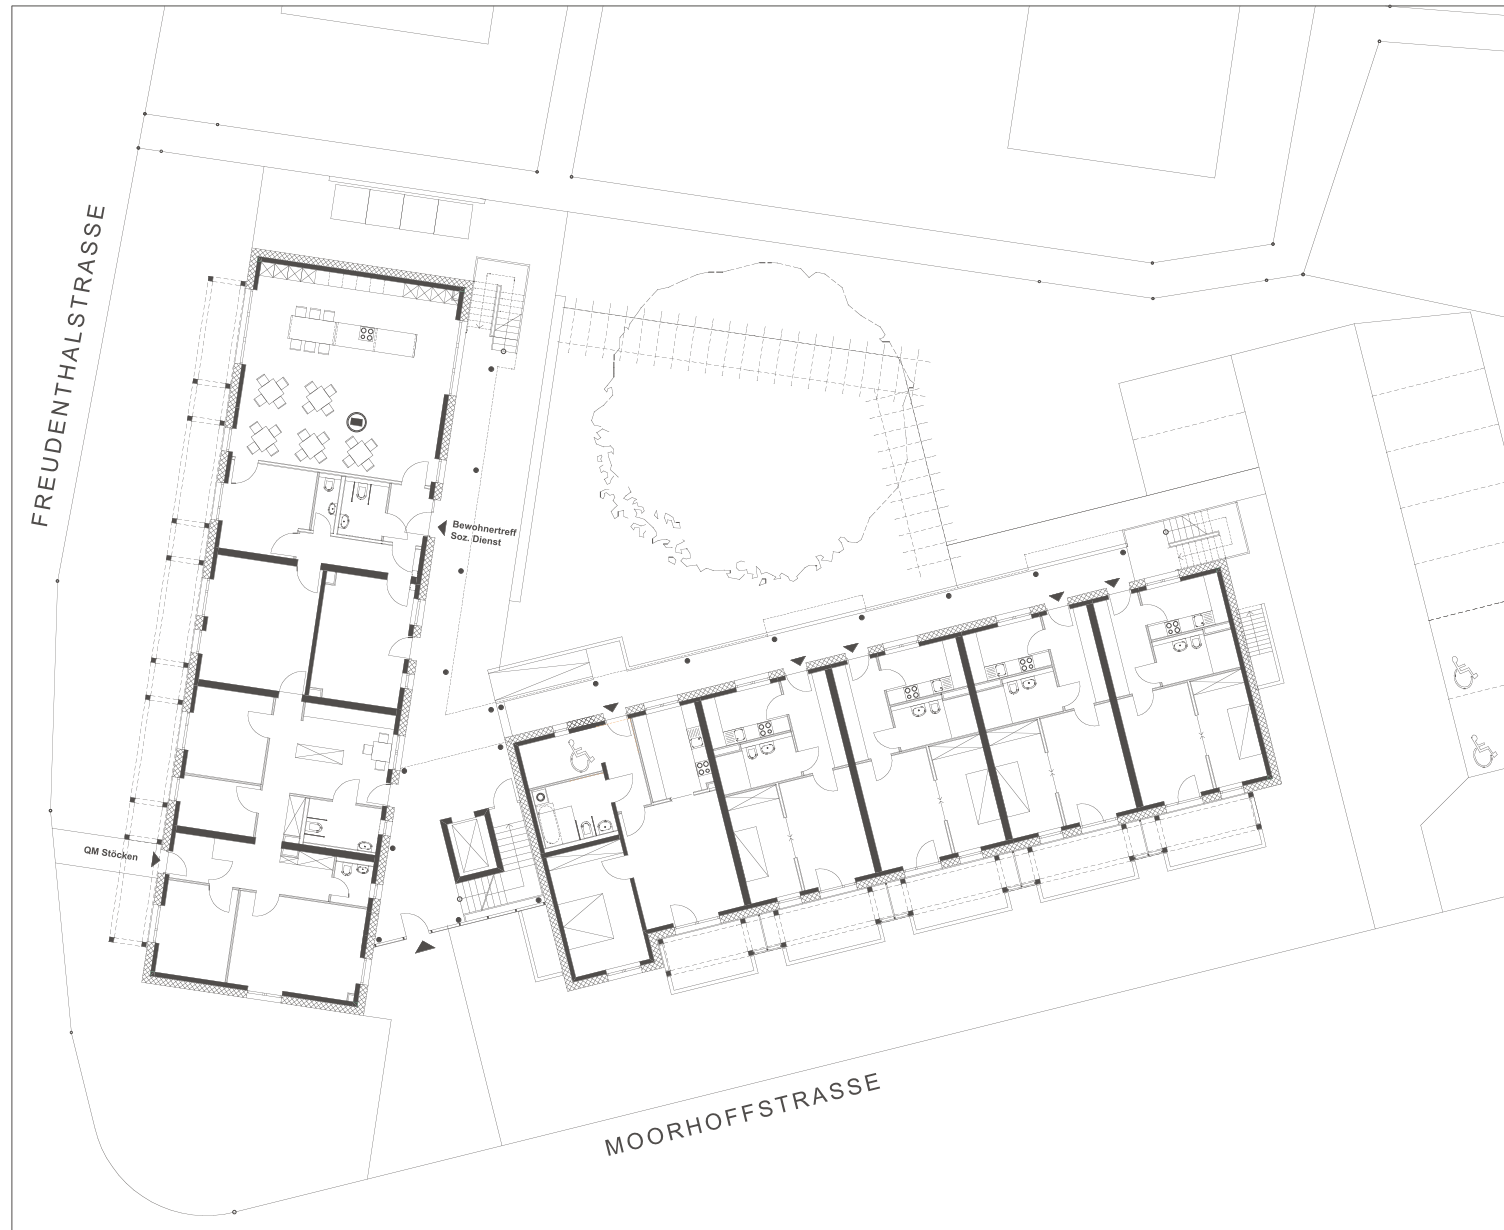 FREUDENTHALSTRASSE
Bewohnertreff
Soz. Dienst
QM Stöcken
MOORHOFFSTRASSE